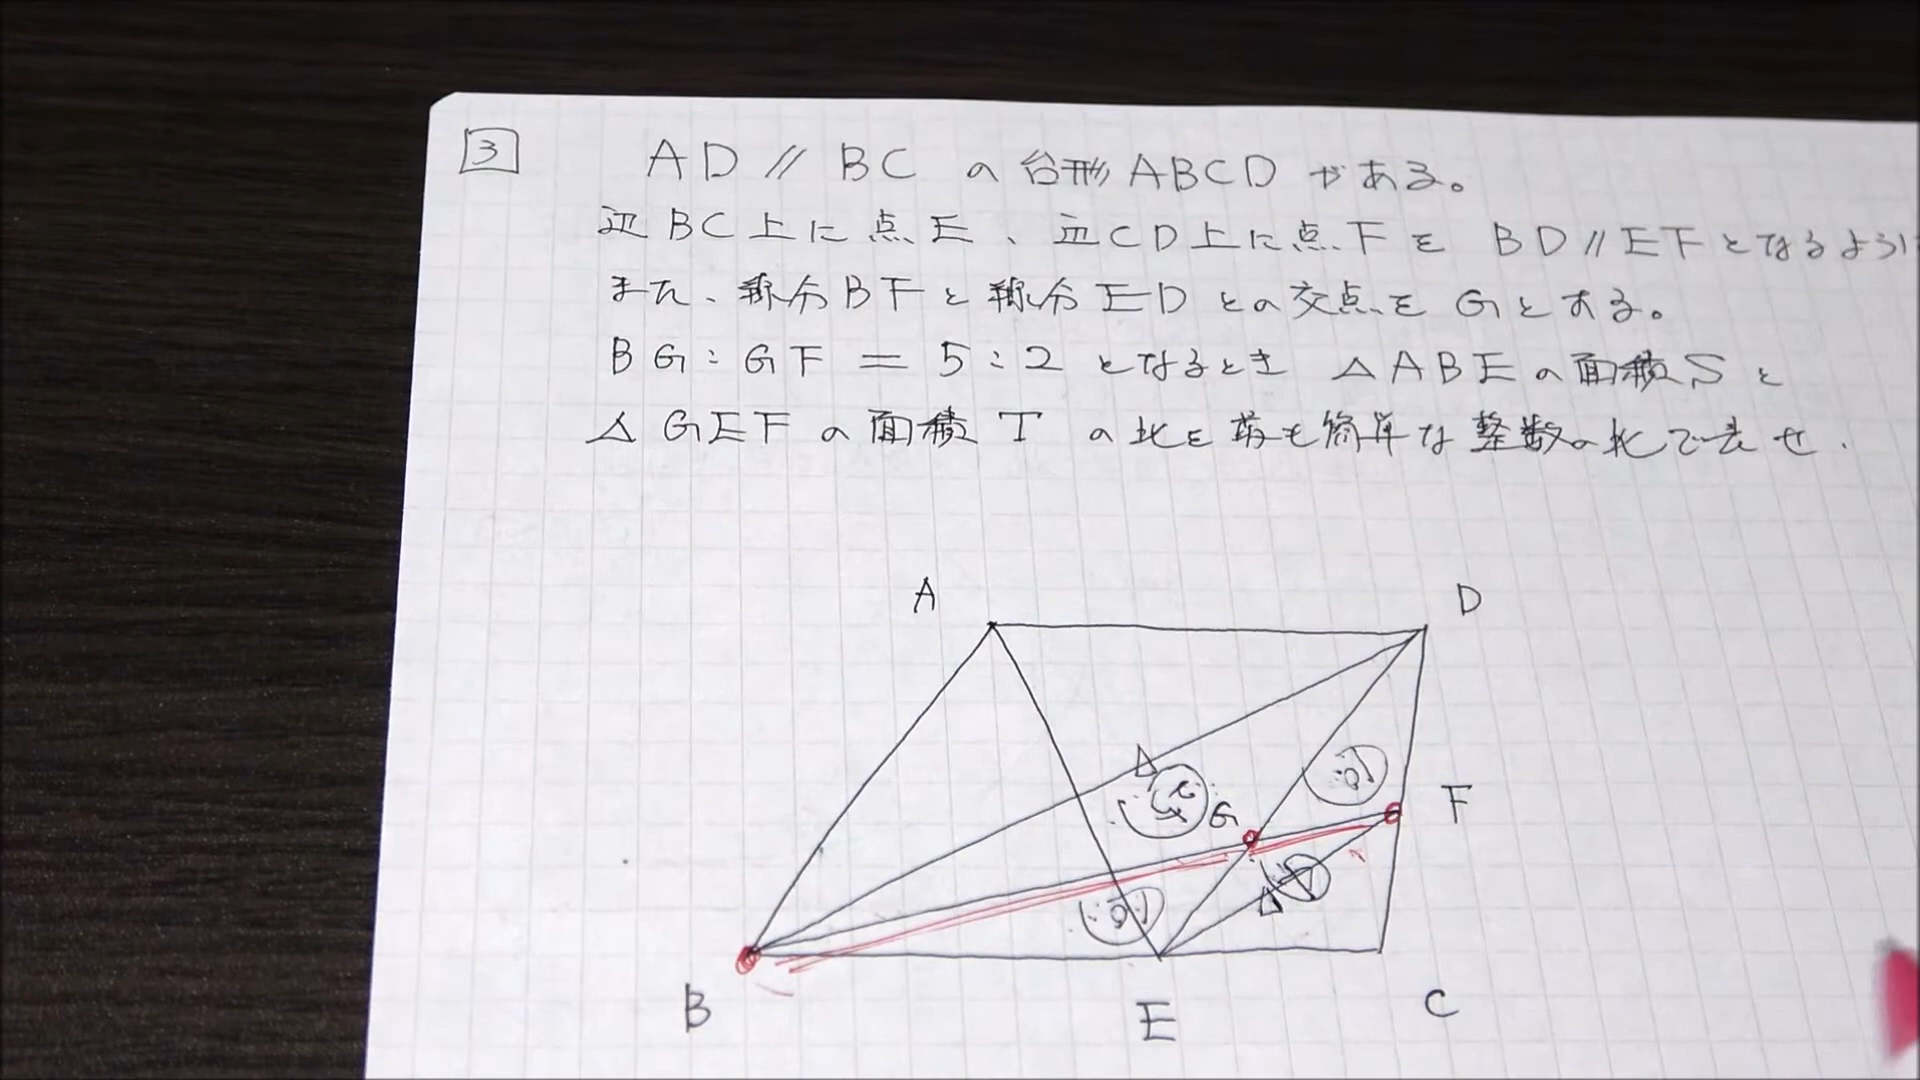 3 AD // BC の台形ABCD がある。
辺BC上に点E、辺CD上に点Fを BD//EFとなるように
また、線分BFと線分EDとの交点をGとする。
BG:GF = 5:2 となるとき △ABEの面積Sと
△GEFの面積Tの比を最も簡単な整数の比で表せ.
A
D
F
G
B
E
C